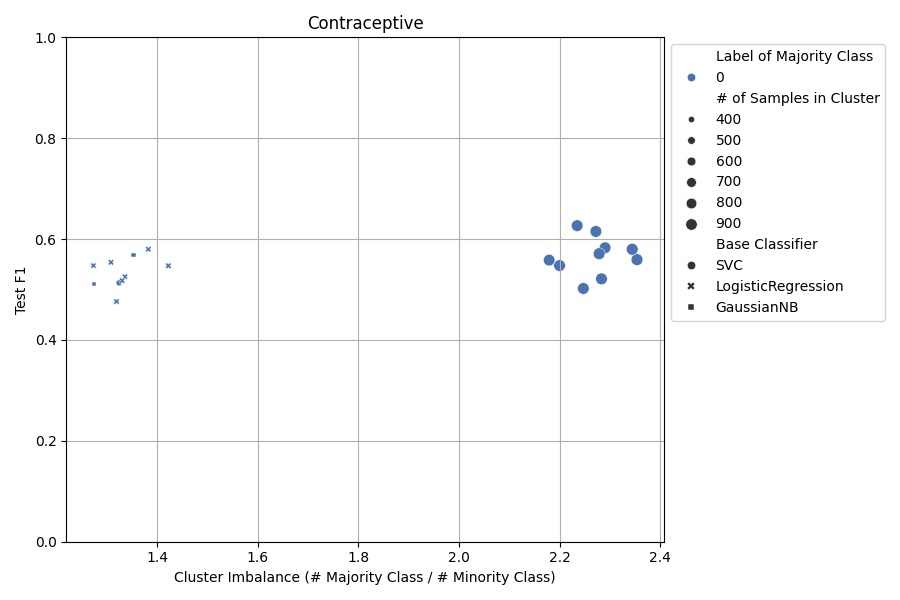 Contraceptive
1.0
0.8
0.6
0.4
0.2
0.0
Test F1
1.4
1.6
1.8
2.0
2.2
2.4
Cluster Imbalance (# Majority Class / # Minority Class)
Label of Majority Class
0
# of Samples in Cluster
400
500
600
700
800
900
Base Classifier
SVC
LogisticRegression
GaussianNB